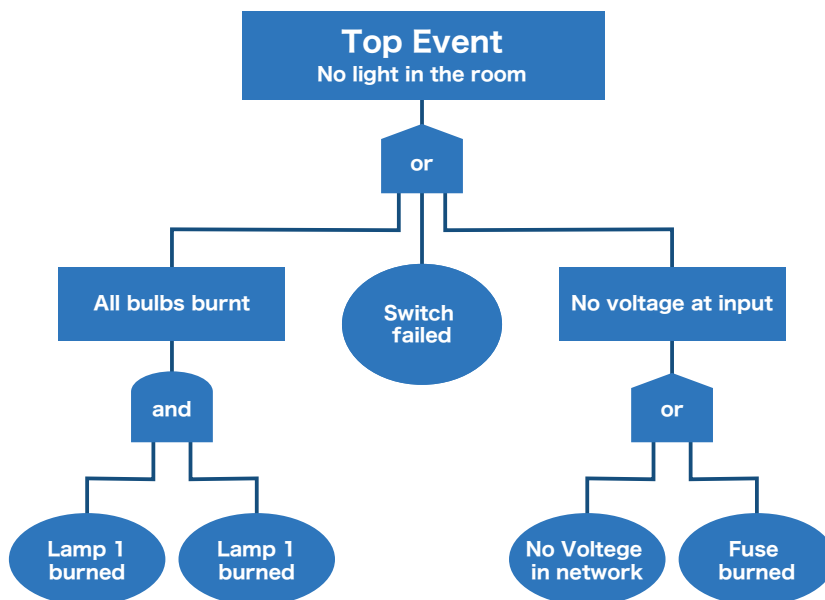 Top Event
No light in the room
or
All bulbs burnt
Switch
failed
No voltage at input
and
or
Lamp 1
burned
Lamp 1
burned
No Voltege
in network
Fuse
burned